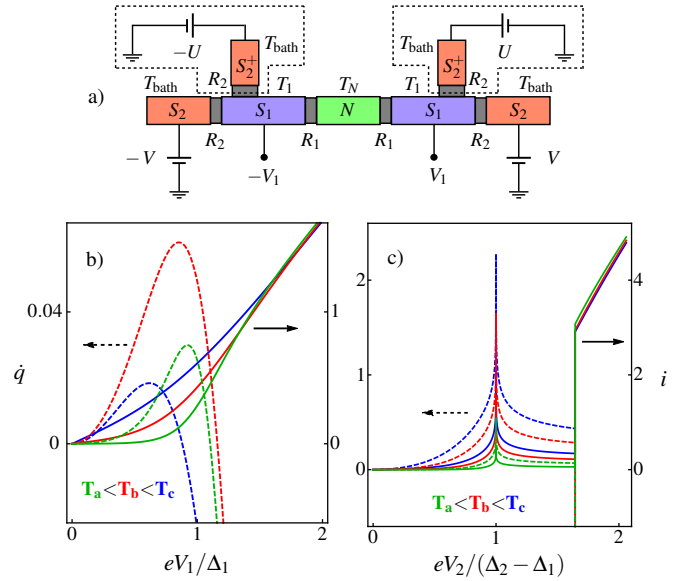 −U
T_bath
S_2^+
T_bath
S_2^+
U
T_bath
R_2
T_1
T_N
T_1
R_2
T_bath
a)
S_2
S_1
N
S_1
S_2
R_2
R_1
R_1
R_2
−V
−V_1
V_1
V
b)
c)
0.04
0
q̇
1
0
2
1
0
4
2
0
i
T_a<T_b<T_c
T_a<T_b<T_c
0
1
2
0
1
2
eV_1/Δ_1
eV_2/(Δ_2 − Δ_1)